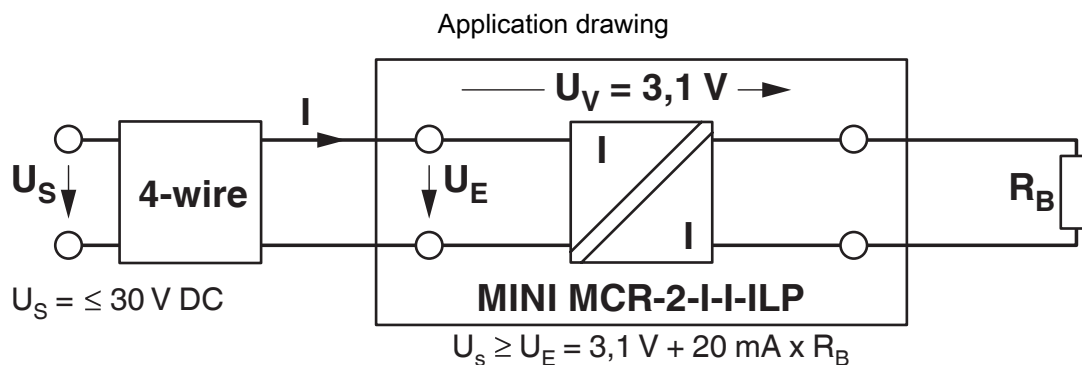 Application drawing
U_V = 3,1 V
I
U_S
4-wire
U_E
I
I
R_B
U_S = ≤ 30 V DC
MINI MCR-2-I-I-ILP
U_s ≥ U_E = 3,1 V + 20 mA x R_B